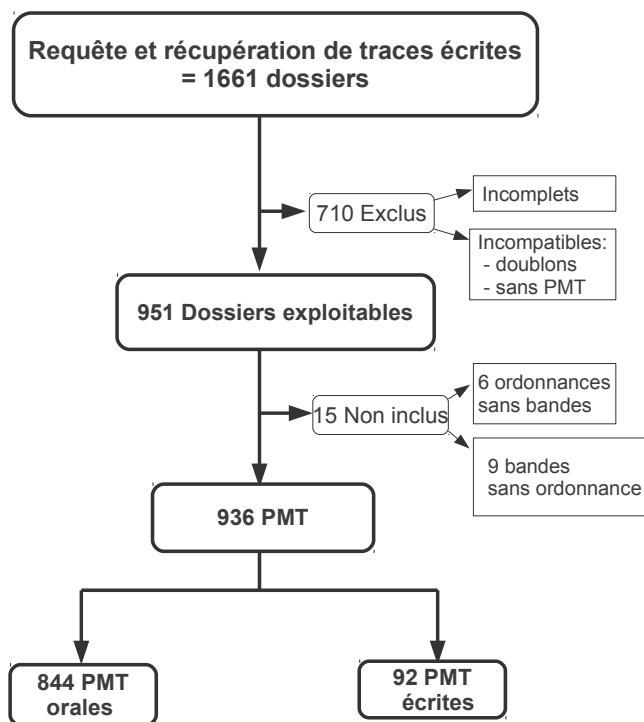 Requête et récupération de traces écrites
= 1661 dossiers
710 Exclus
Incomplets
Incompatibles:
- doublons
- sans PMT
951 Dossiers exploitables
15 Non inclus
6 ordonnances
sans bandes
9 bandes
sans ordonnance
936 PMT
844 PMT
orales
92 PMT
écrites